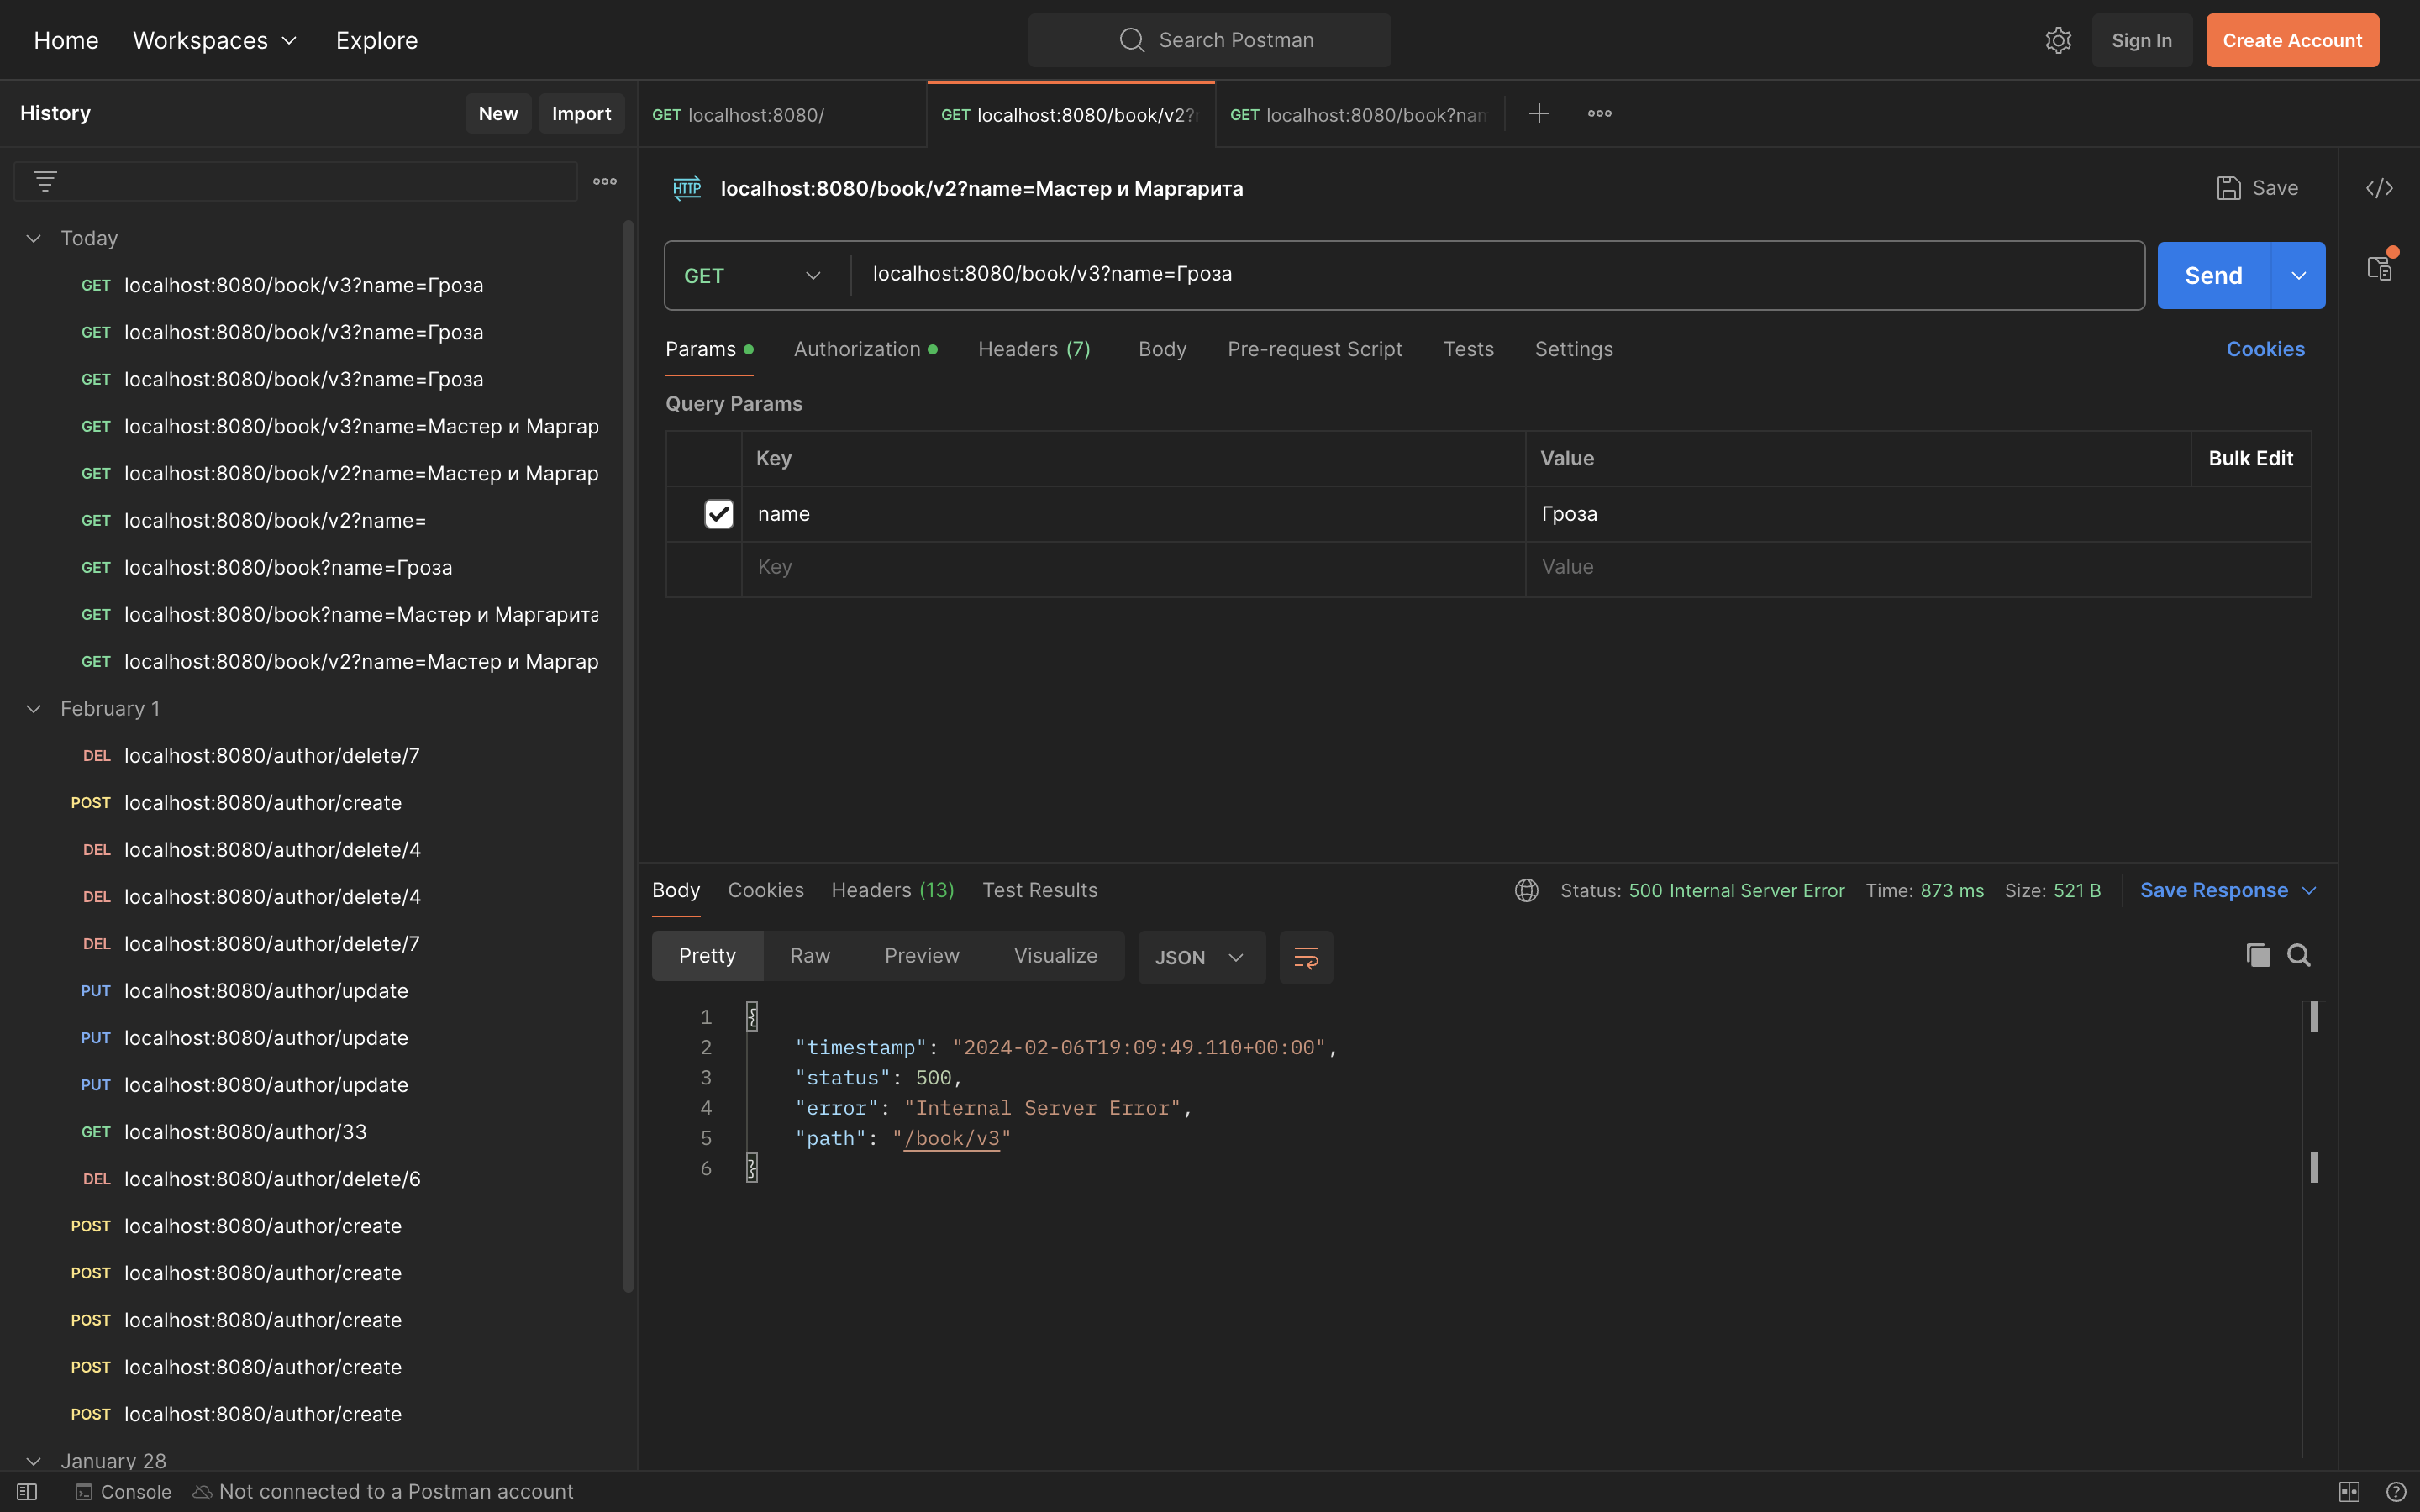 Home Workspaces Explore Search Postman Sign In Create Account
History New Import
GET localhost:8080/ GET localhost:8080/book/v2?n GET localhost:8080/book?nam
Today
GET localhost:8080/book/v3?name=Гроза
GET localhost:8080/book/v3?name=Гроза
GET localhost:8080/book/v3?name=Гроза
GET localhost:8080/book/v3?name=Мастер и Маргар
GET localhost:8080/book/v2?name=Мастер и Маргар
GET localhost:8080/book/v2?name=
GET localhost:8080/book?name=Гроза
GET localhost:8080/book?name=Мастер и Маргарита
GET localhost:8080/book/v2?name=Мастер и Маргар
February 1
DEL localhost:8080/author/delete/7
POST localhost:8080/author/create
DEL localhost:8080/author/delete/4
DEL localhost:8080/author/delete/4
DEL localhost:8080/author/delete/7
PUT localhost:8080/author/update
PUT localhost:8080/author/update
PUT localhost:8080/author/update
GET localhost:8080/author/33
DEL localhost:8080/author/delete/6
POST localhost:8080/author/create
POST localhost:8080/author/create
POST localhost:8080/author/create
POST localhost:8080/author/create
POST localhost:8080/author/create
January 28
HTTP localhost:8080/book/v2?name=Мастер и Маргарита Save
GET localhost:8080/book/v3?name=Гроза Send
Params Authorization Headers (7) Body Pre-request Script Tests Settings Cookies
Query Params
Key Value Bulk Edit
name Гроза
Key Value
Body Cookies Headers (13) Test Results Status: 500 Internal Server Error Time: 873 ms Size: 521 B Save Response
Pretty Raw Preview Visualize JSON
1 {
2 "timestamp": "2024-02-06T19:09:49.110+00:00",
3 "status": 500,
4 "error": "Internal Server Error",
5 "path": "/book/v3"
6 }
Console Not connected to a Postman account